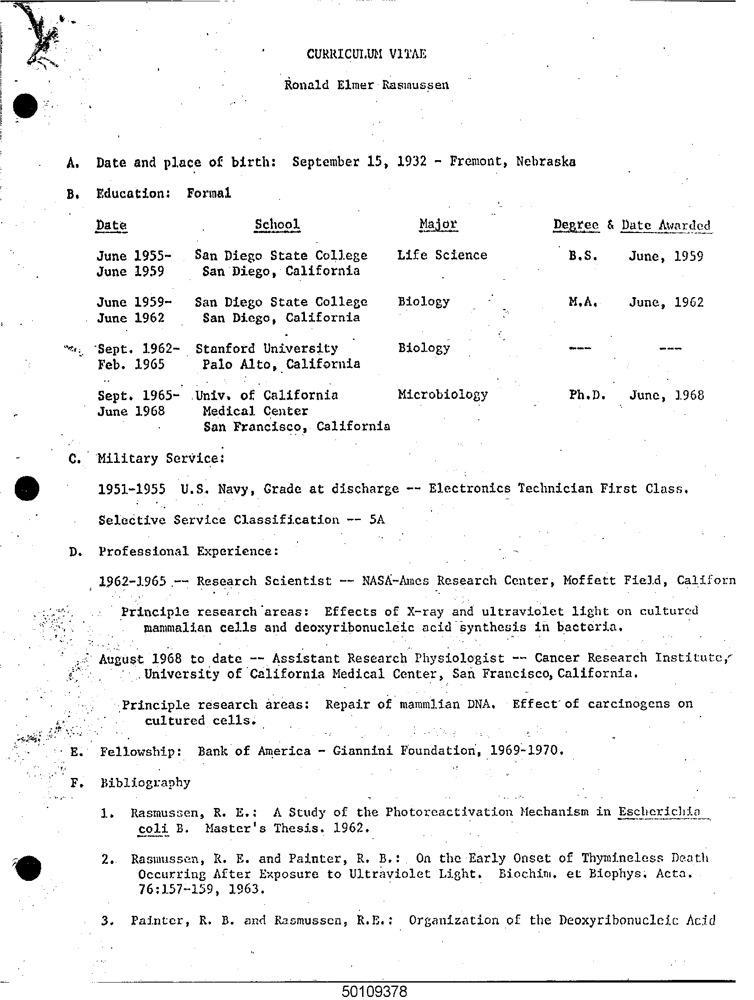 CURRICULUM VITAE
Ronald Elmer Rasmussen
A. Date and place of birth: September 15, 1932 - Fremont, Nebraska
B. Education: Formal
Date School Major Degree & Date Awarded
June 1955- San Diego State College Life Science B.S. June, 1959
June 1959 San Diego, California
June 1959- San Diego State College Biology M.A. June, 1962
June 1962 San Diego, California
Sept. 1962- Stanford University Biology --- ---
Feb. 1965 Palo Alto, California
Sept. 1965- Univ. of California Microbiology Ph.D. June, 1968
June 1968 Medical Center
San Francisco, California
C. Military Service:
1951-1955 U.S. Navy, Grade at discharge -- Electronics Technician First Class.
Selective Service Classification -- 5A
D. Professional Experience:
1962-1965 -- Research Scientist -- NASA-Ames Research Center, Moffett Field, Californ
Principle research areas: Effects of X-ray and ultraviolet light on cultured
mammalian cells and deoxyribonucleic acid synthesis in bacteria.
August 1968 to date -- Assistant Research Physiologist -- Cancer Research Institute,
University of California Medical Center, San Francisco, California.
Principle research areas: Repair of mammlian DNA. Effect of carcinogens on
cultured cells.
E. Fellowship: Bank of America - Giannini Foundation, 1969-1970.
F. Bibliography
1. Rasmussen, R. E.: A Study of the Photoreactivation Mechanism in Escherichia
coli B. Master's Thesis. 1962.
2. Rasmussen, R. E. and Painter, R. B.: On the Early Onset of Thymineless Death
Occurring After Exposure to Ultraviolet Light. Biochim. et Biophys. Acta.
76:157-159, 1963.
3. Painter, R. B. and Rasmussen, R.E.: Organization of the Deoxyribonucleic Acid
50109378